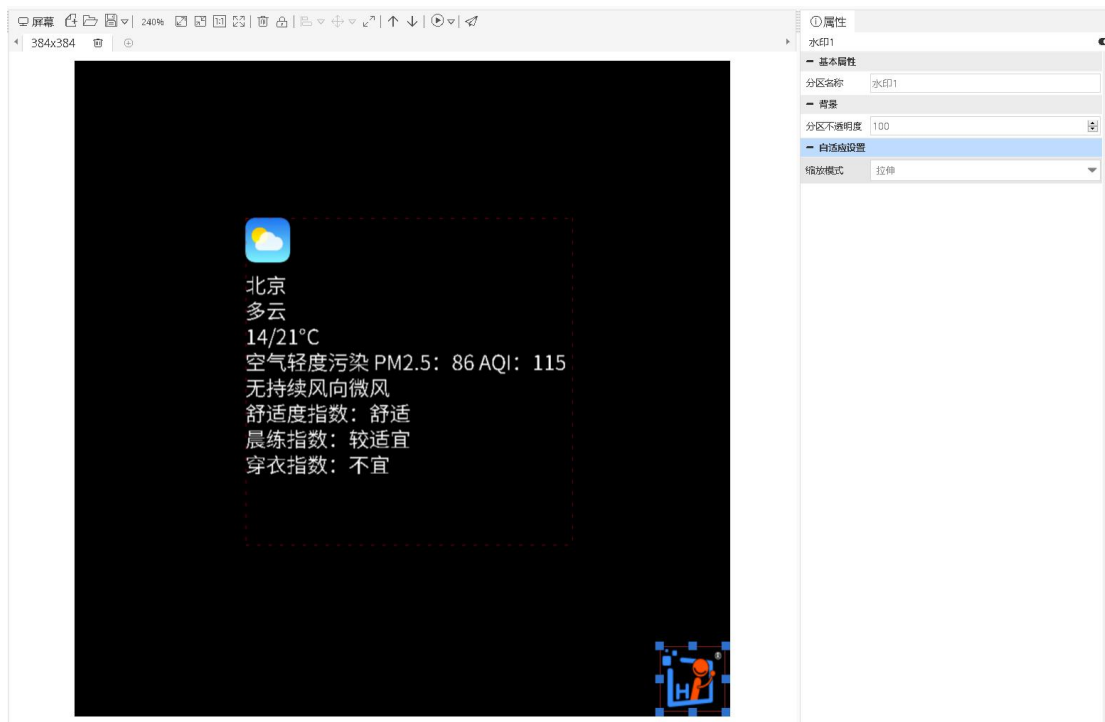 屏幕 240% 1:1
384x384
北京
多云
14/21°C
空气轻度污染 PM2.5：86 AQI：115
无持续风向微风
舒适度指数：舒适
晨练指数：较适宜
穿衣指数：不宜
H
®
属性
水印1
基本属性
分区名称 水印1
背景
分区不透明度 100
自适应设置
缩放模式 拉伸